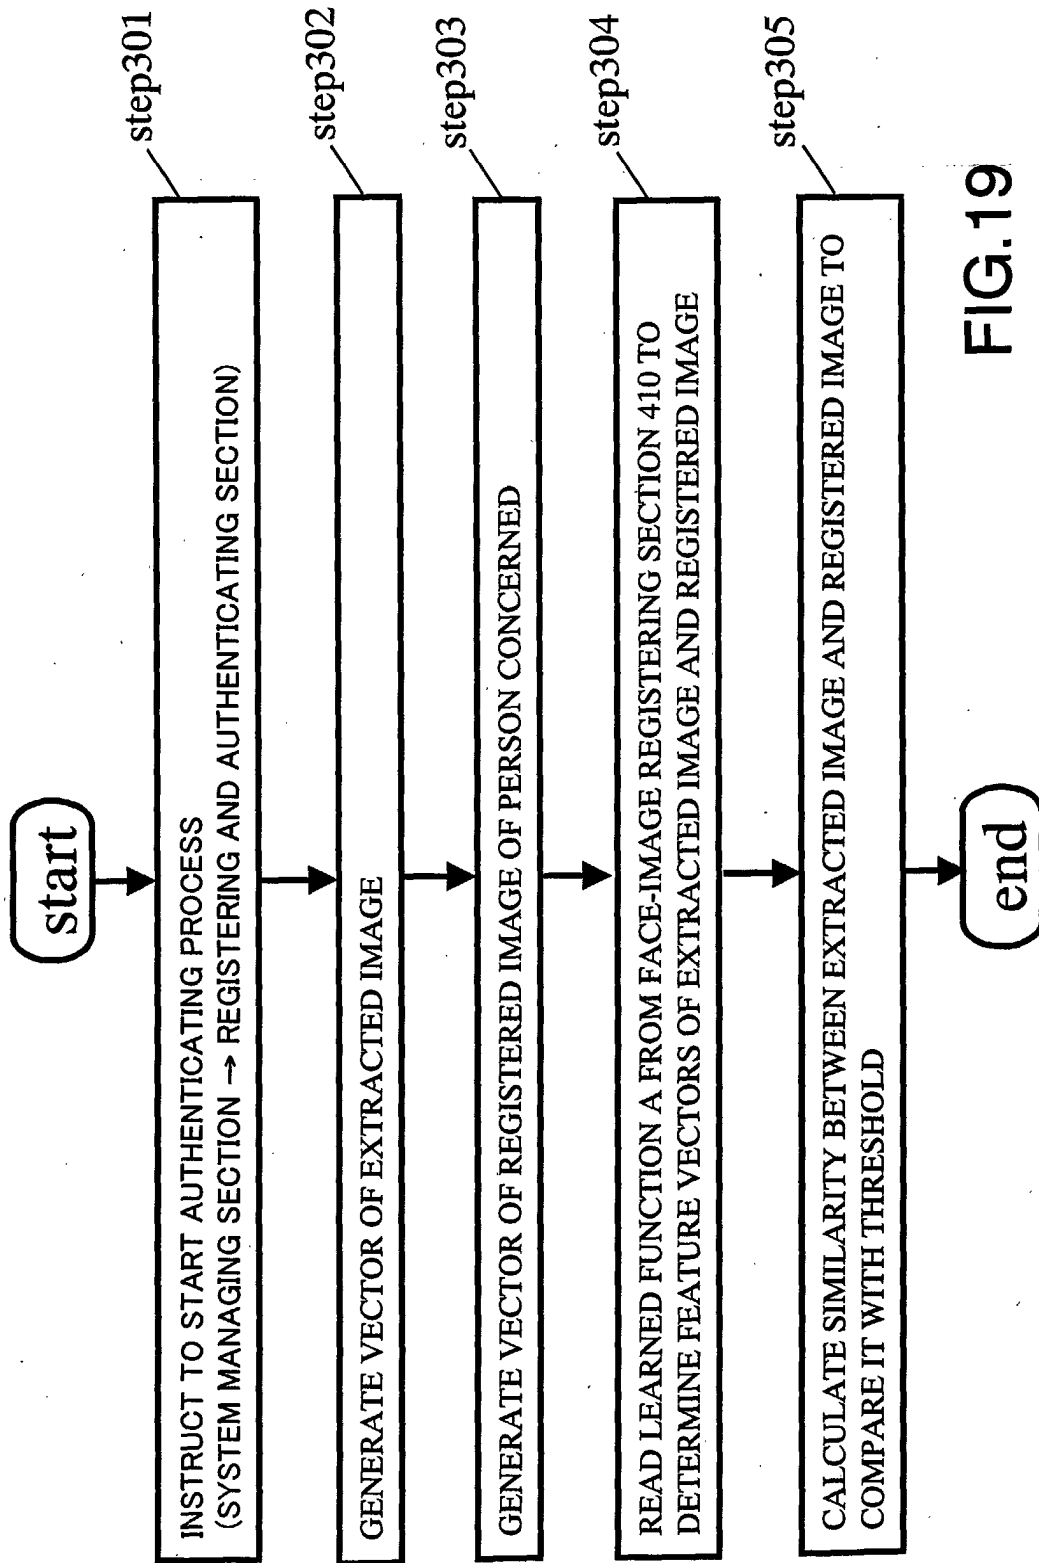 start
INSTRUCT TO START AUTHENTICATING PROCESS
(SYSTEM MANAGING SECTION → REGISTERING AND AUTHENTICATING SECTION)
step301
GENERATE VECTOR OF EXTRACTED IMAGE
step302
GENERATE VECTOR OF REGISTERED IMAGE OF PERSON CONCERNED
step303
READ LEARNED FUNCTION A FROM FACE-IMAGE REGISTERING SECTION 410 TO
DETERMINE FEATURE VECTORS OF EXTRACTED IMAGE AND REGISTERED IMAGE
step304
CALCULATE SIMILARITY BETWEEN EXTRACTED IMAGE AND REGISTERED IMAGE TO
COMPARE IT WITH THRESHOLD
step305
end
FIG.19